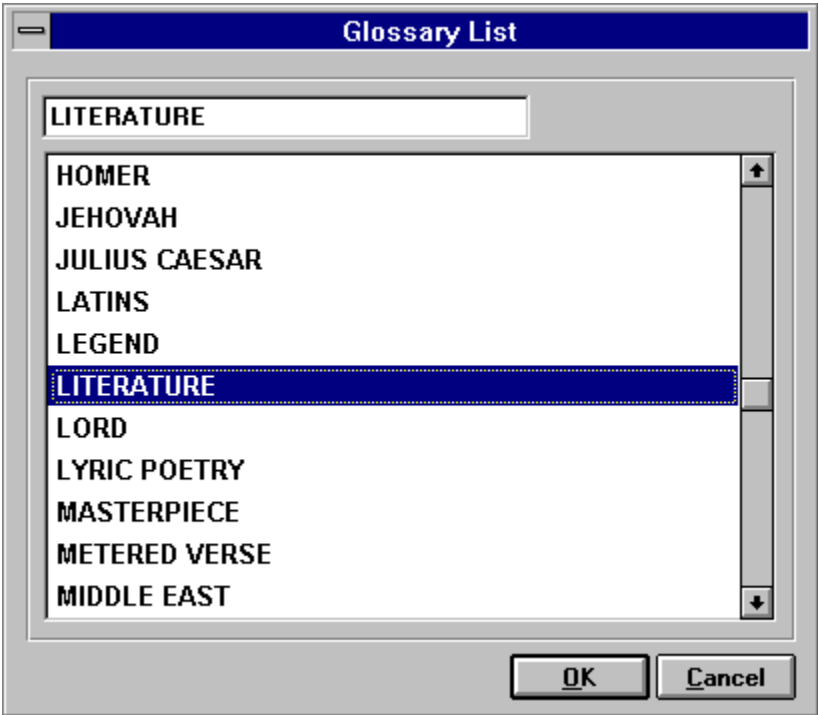 Glossary List
LITERATURE
HOMER
JEHOVAH
JULIUS CAESAR
LATINS
LEGEND
LITERATURE
LORD
LYRIC POETRY
MASTERPIECE
METERED VERSE
MIDDLE EAST
OK Cancel